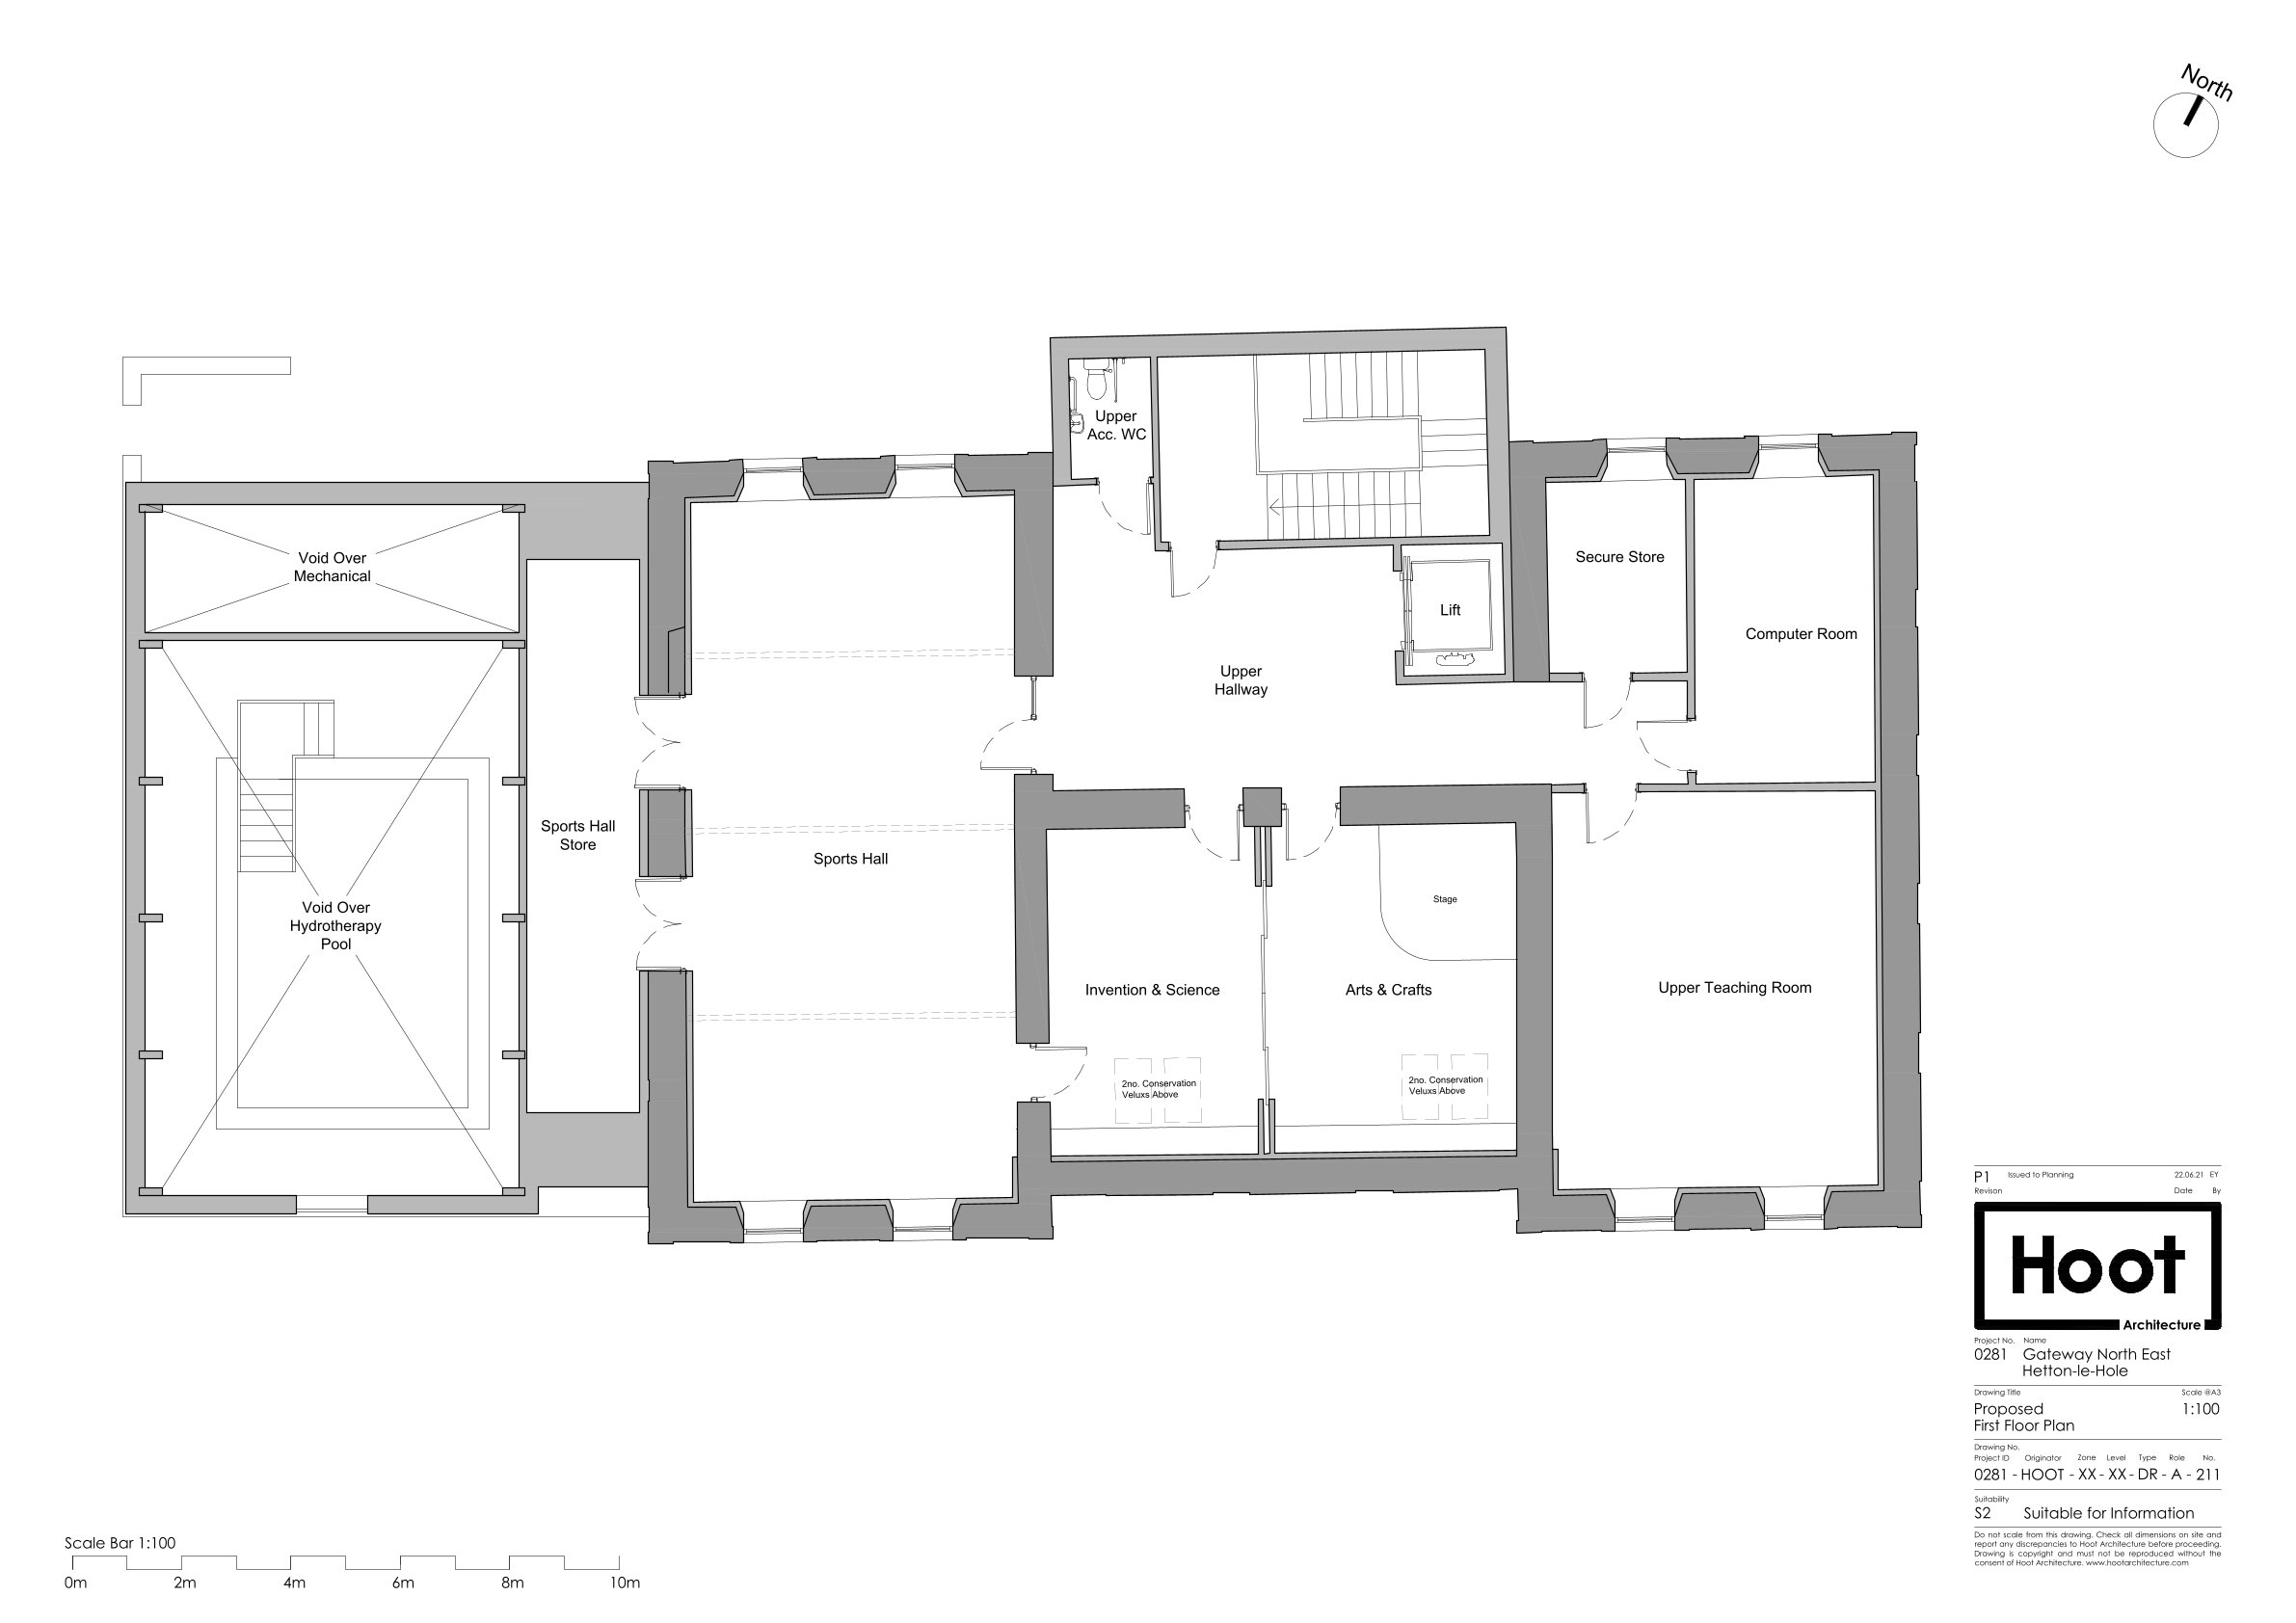 North
Upper
Acc. WC
Void Over
Mechanical
Secure Store
Lift
Computer Room
Upper
Hallway
Sports Hall
Store
Sports Hall
Stage
Void Over
Hydrotherapy
Pool
Invention & Science
Arts & Crafts
Upper Teaching Room
2no. Conservation
Veluxs Above
2no. Conservation
Veluxs Above
P1 Issued to Planning 22.06.21 EY
Revison Date By
Hoot
Architecture
Project No. Name
0281 Gateway North East
Hetton-le-Hole
Drawing Title Scale @A3
Proposed 1:100
First Floor Plan
Drawing No.
Project ID Originator Zone Level Type Role No.
0281 - HOOT - XX - XX - DR - A - 211
Suitability
S2 Suitable for Information
Do not scale from this drawing. Check all dimensions on site and
report any discrepancies to Hoot Architecture before proceeding.
Drawing is copyright and must not be reproduced without the
consent of Hoot Architecture. www.hootarchitecture.com
Scale Bar 1:100
0m 2m 4m 6m 8m 10m